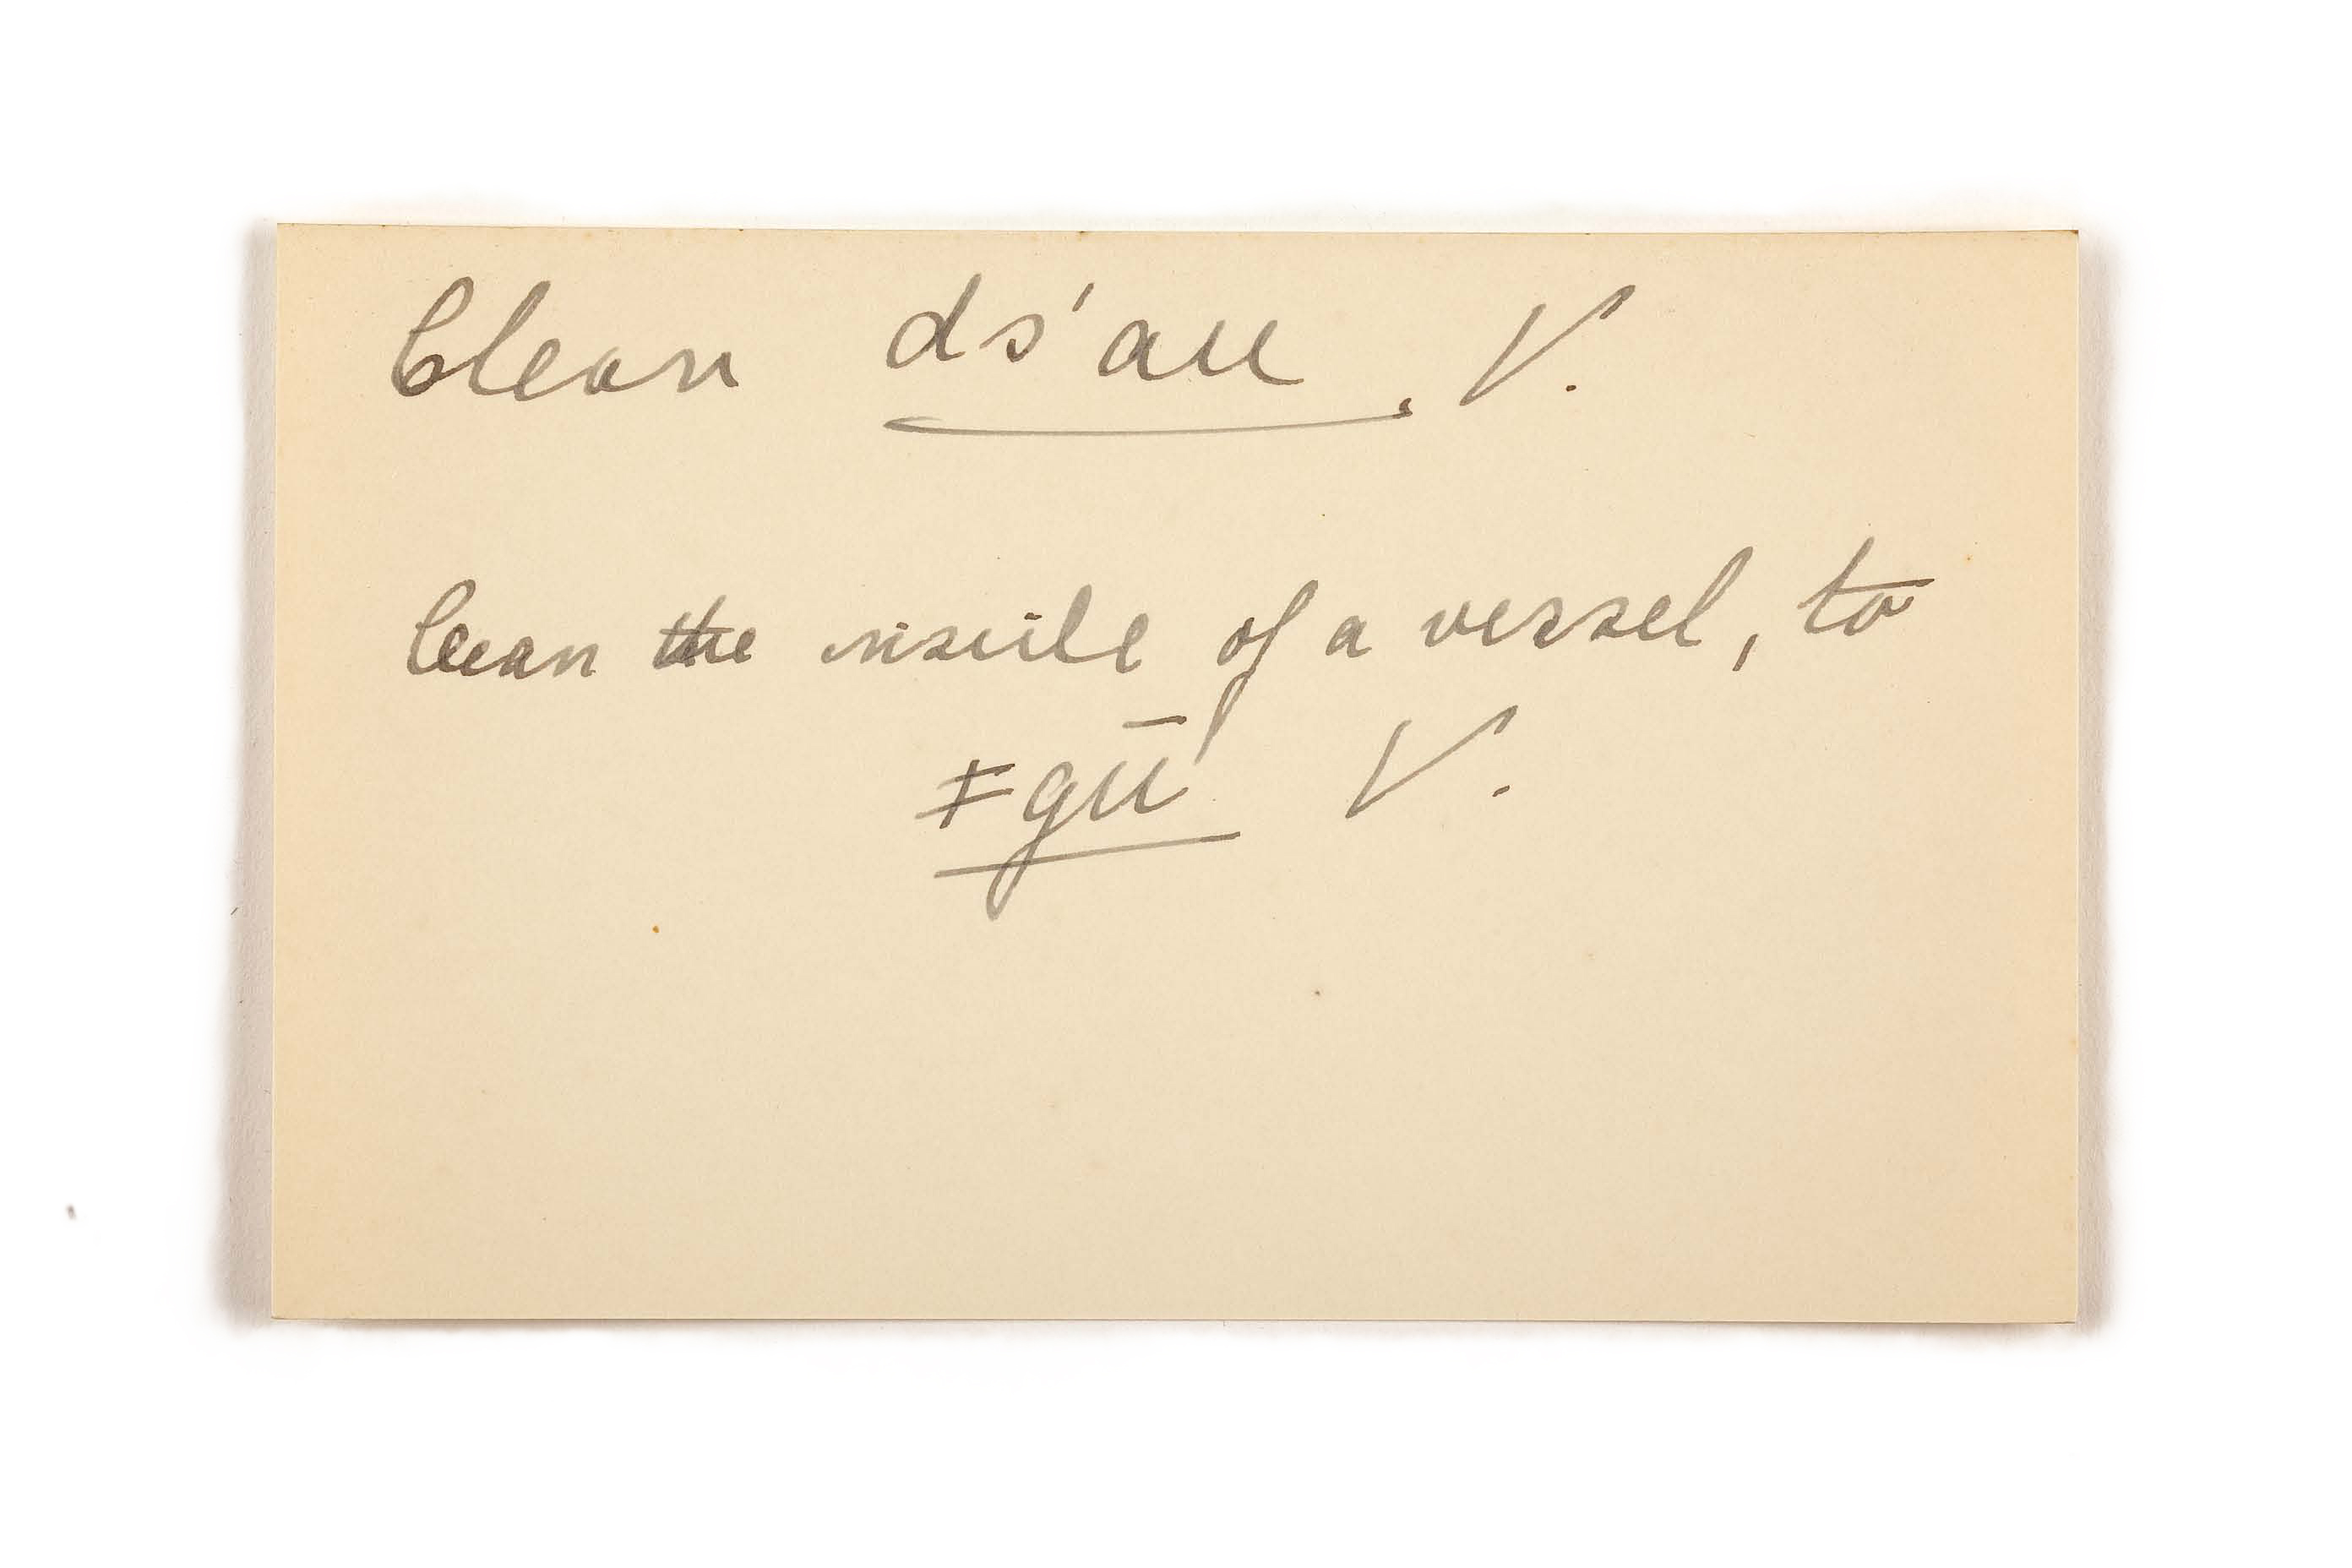 Clean ds'au. V.
Clean the inside of a vessel, to
ǂgū V.